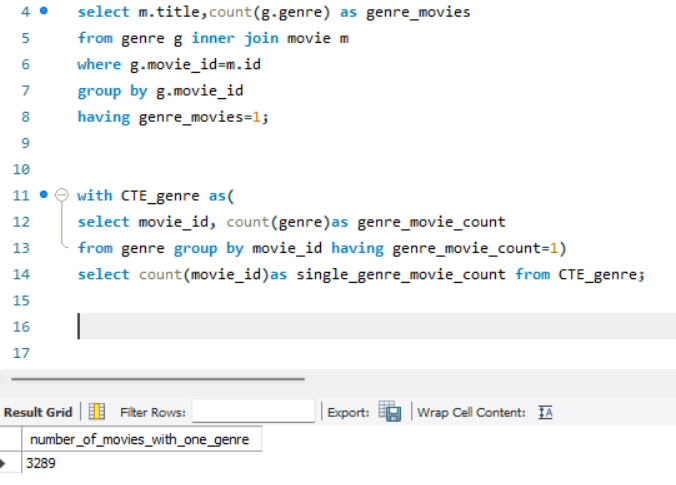 4 select m.title,count(g.genre) as genre_movies
5 from genre g inner join movie m
6 where g.movie_id=m.id
7 group by g.movie_id
8 having genre_movies=1;
9
10
11 with CTE_genre as(
12 select movie_id, count(genre)as genre_movie_count
13 from genre group by movie_id having genre_movie_count=1)
14 select count(movie_id)as single_genre_movie_count from CTE_genre;
15
16
17
Result Grid Filter Rows: Export: Wrap Cell Content: IA
number_of_movies_with_one_genre
3289